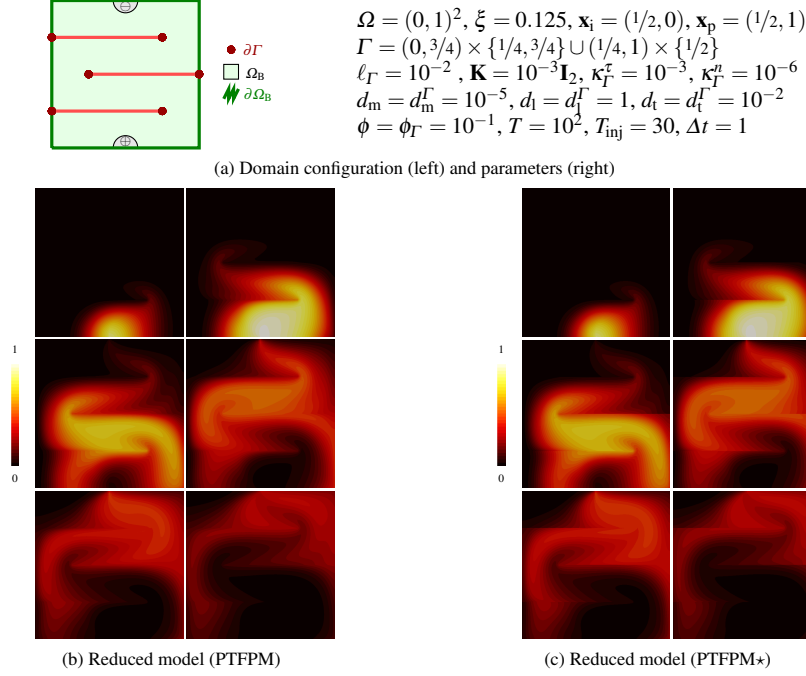 Ω = (0, 1)², ξ = 0.125, x_i = (1/2, 0), x_p = (1/2, 1)
Γ = (0, 3/4) × {1/4, 3/4} ∪ (1/4, 1) × {1/2}
ℓ_Γ = 10⁻² , K = 10⁻³I₂, κ_Γ^τ = 10⁻³, κ_Γ^n = 10⁻⁶
d_m = d_m^Γ = 10⁻⁵, d_l = d_l^Γ = 1, d_t = d_t^Γ = 10⁻²
ϕ = ϕ_Γ = 10⁻¹, T = 10², T_inj = 30, Δt = 1
∂Γ
Ω_B
∂Ω_B
(a) Domain configuration (left) and parameters (right)
1
0
1
0
(b) Reduced model (PTFPM)
(c) Reduced model (PTFPM⋆)